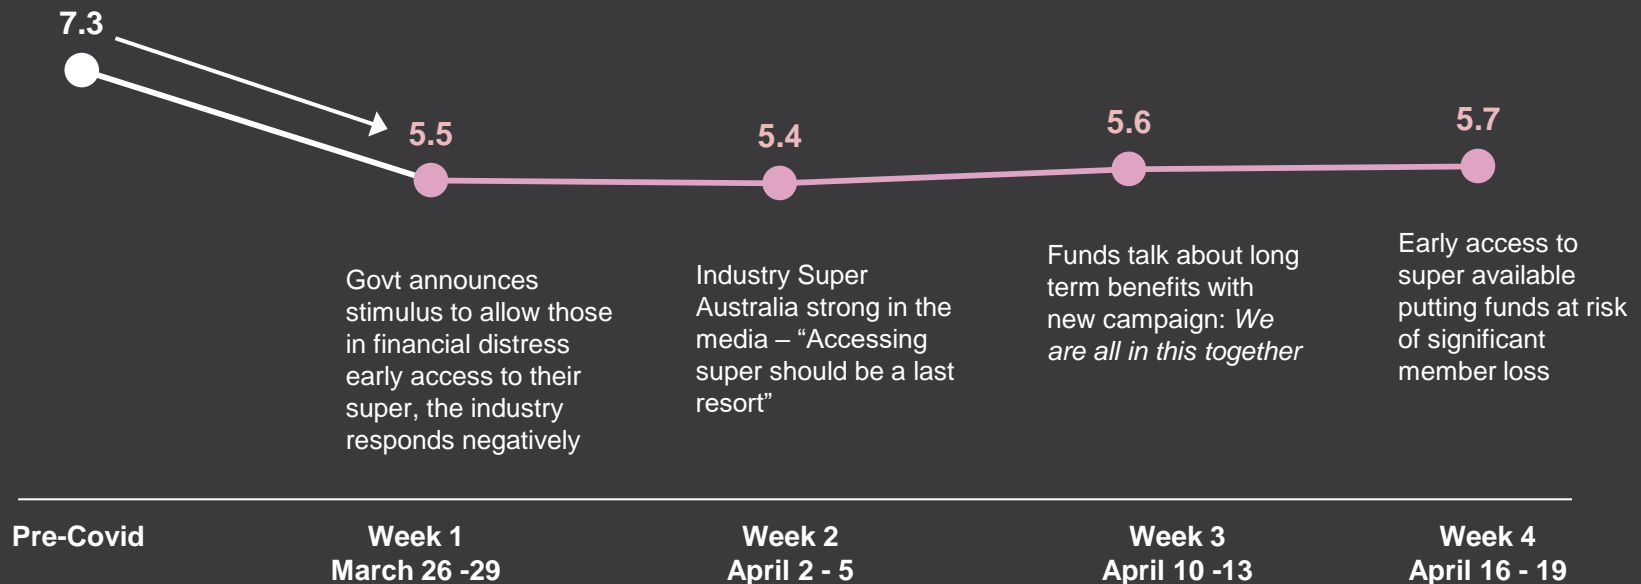 7.3
5.5
5.4
5.6
5.7
Govt announces
stimulus to allow those
in financial distress
early access to their
super, the industry
responds negatively
Industry Super
Australia strong in the
media – “Accessing
super should be a last
resort”
Funds talk about long
term benefits with
new campaign: We
are all in this together
Early access to
super available
putting funds at risk
of significant
member loss
Pre-Covid
Week 1
March 26 -29
Week 2
April 2 - 5
Week 3
April 10 -13
Week 4
April 16 - 19